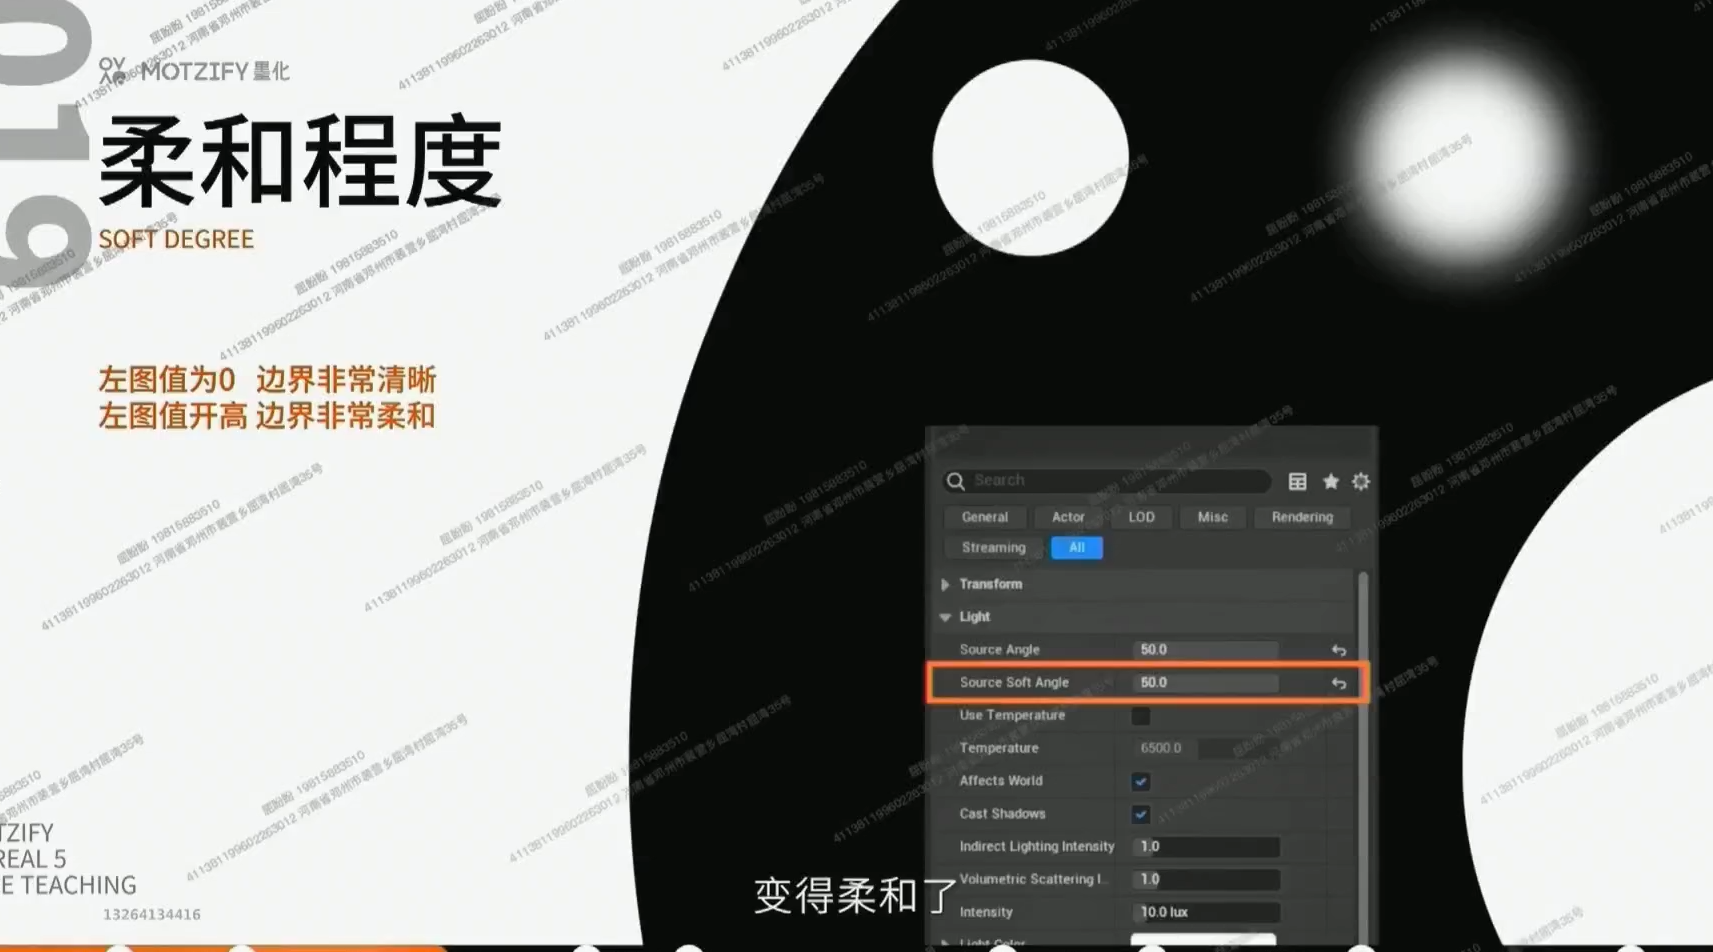 019
MOTZIFY 墨化
柔和程度
SOFT DEGREE
左图值为0 边界非常清晰
左图值开高 边界非常柔和
Search
General Actor LOD Misc Rendering
Streaming All
Transform
Light
Source Angle 50.0
Source Soft Angle 50.0
Use Temperature
Temperature 6500.0
Affects World
Cast Shadows
Indirect Lighting Intensity 1.0
Volumetric Scattering I.. 1.0
Intensity 10.0 lux
Light Color
变得柔和了
TZIFY
REAL 5
E TEACHING
13264134416